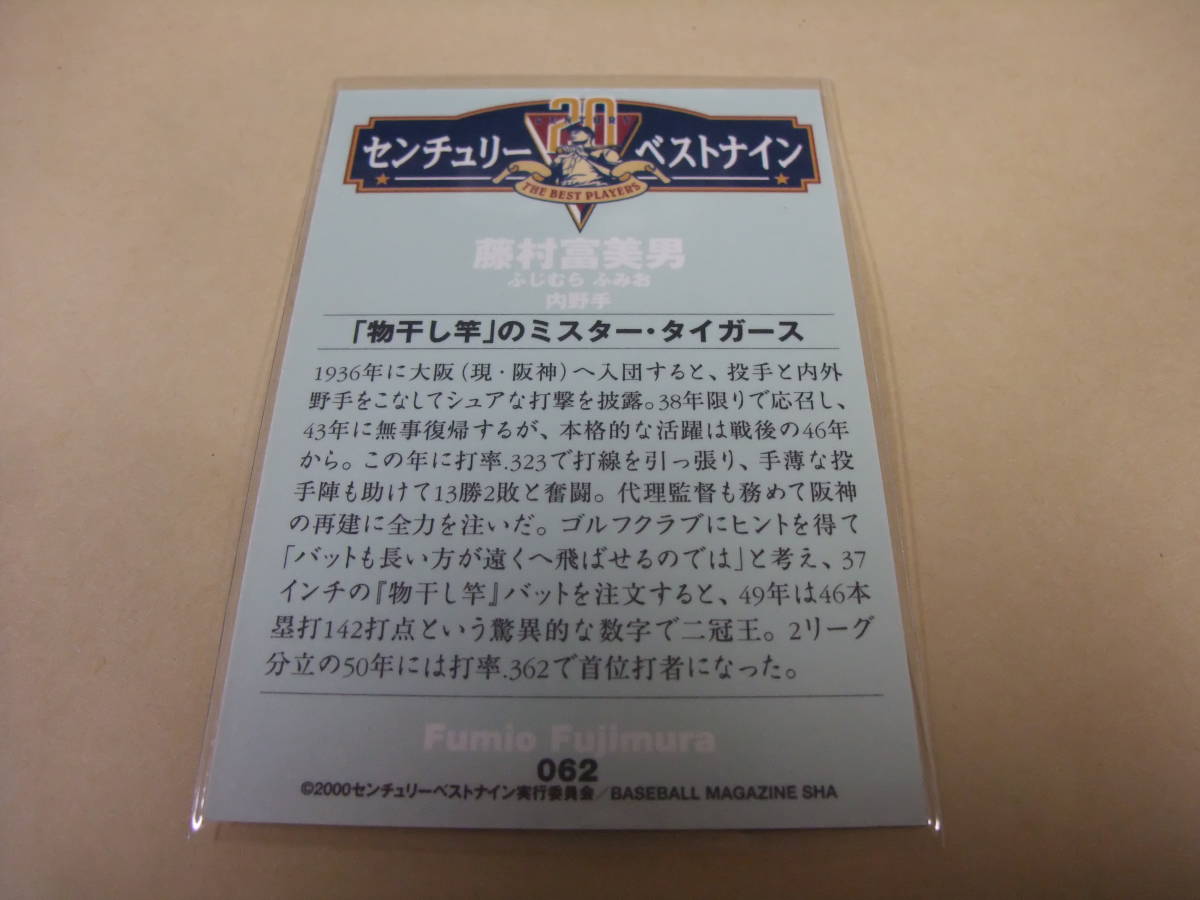 20
CENTURY
センチュリー ベストナイン
THE BEST PLAYERS
藤村富美男
ふじむら ふみお
内野手
「物干し竿」のミスター・タイガース
1936年に大阪(現・阪神)へ入団すると、投手と内外
野手をこなしてシュアな打撃を披露。38年限りで応召し、
43年に無事復帰するが、本格的な活躍は戦後の46年
から。この年に打率.323で打線を引っ張り、手薄な投
手陣も助けて13勝2敗と奮闘。代理監督も務めて阪神
の再建に全力を注いだ。ゴルフクラブにヒントを得て
「バットも長い方が遠くへ飛ばせるのでは」と考え、37
インチの『物干し竿』バットを注文すると、49年は46本
塁打142打点という驚異的な数字で二冠王。2リーグ
分立の50年には打率.362で首位打者になった。
Fumio Fujimura
062
©2000センチュリーベストナイン実行委員会/BASEBALL MAGAZINE SHA